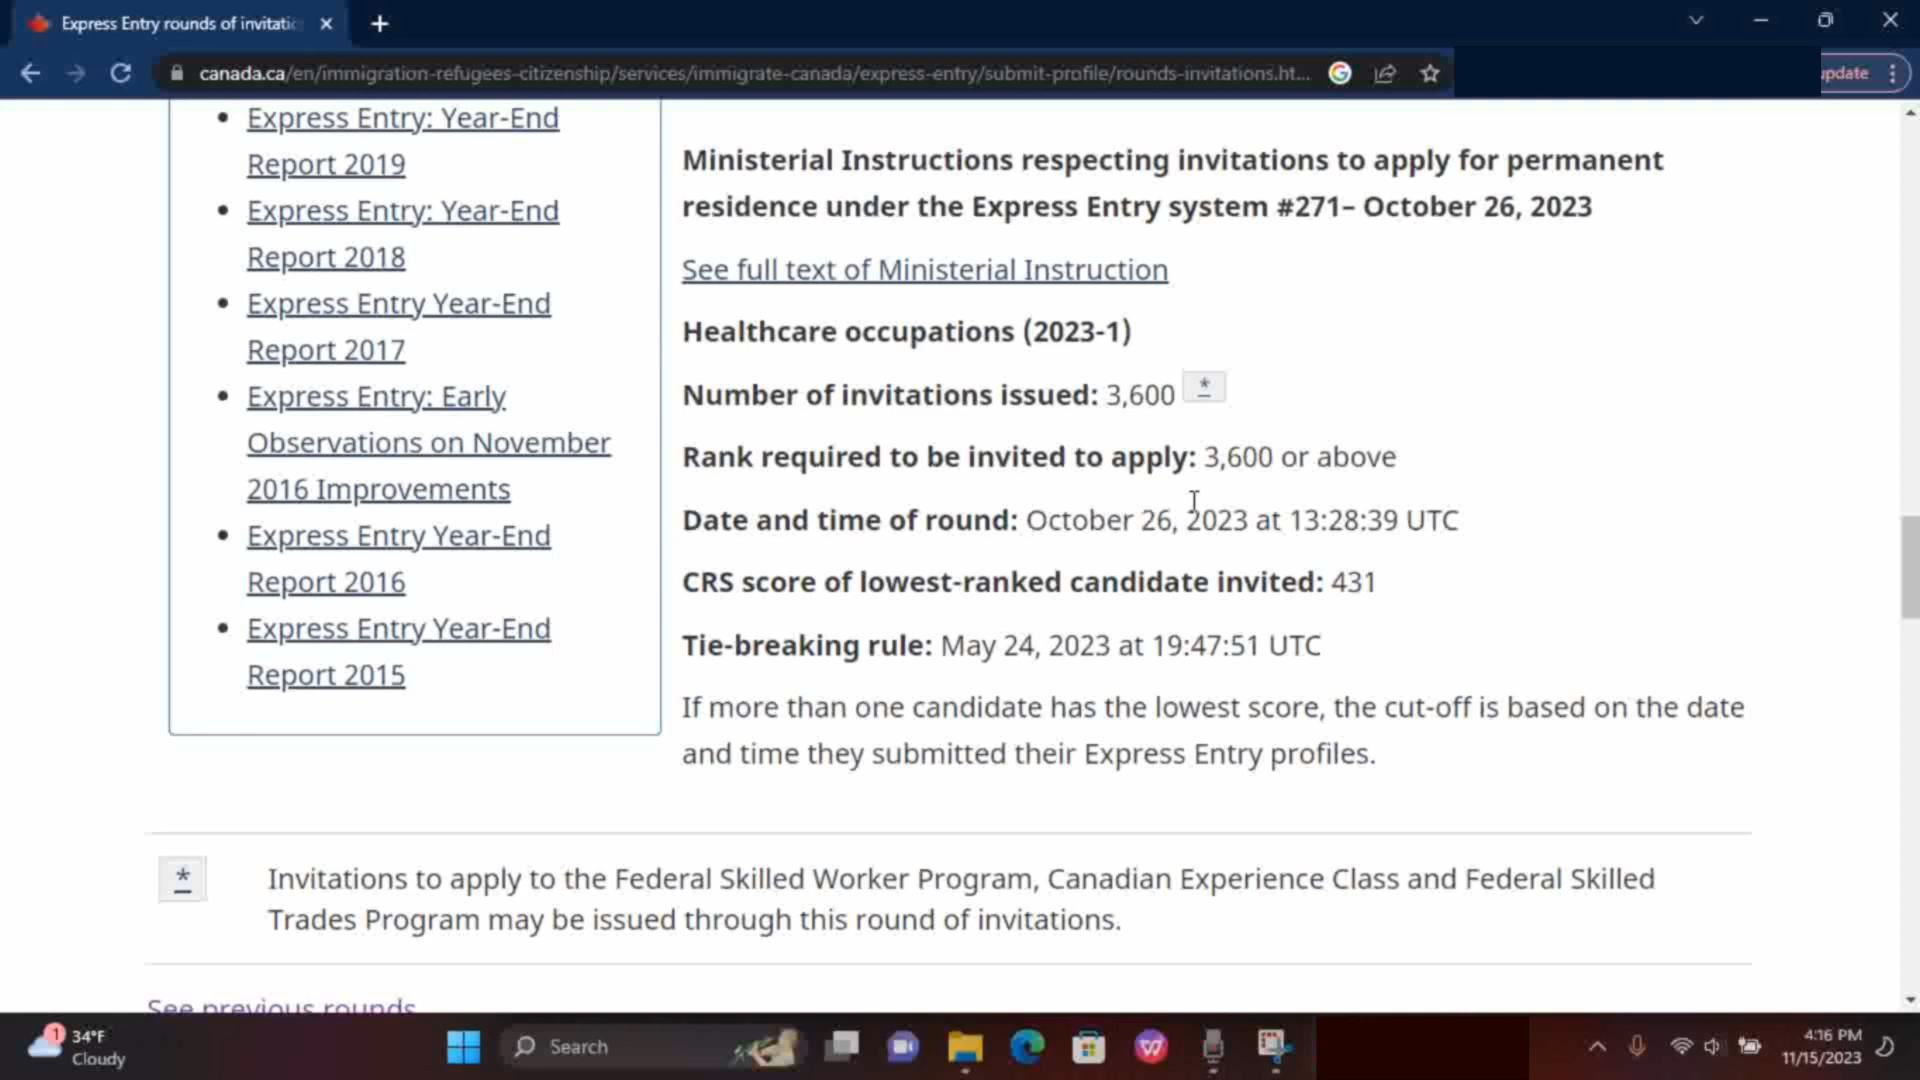 Express Entry rounds of invitatic
canada.ca/en/immigration-refugees-citizenship/services/immigrate-canada/express-entry/submit-profile/rounds-invitations.ht...
update
Express Entry: Year-End
Report 2019
Express Entry: Year-End
Report 2018
Express Entry Year-End
Report 2017
Express Entry: Early
Observations on November
2016 Improvements
Express Entry Year-End
Report 2016
Express Entry Year-End
Report 2015
Ministerial Instructions respecting invitations to apply for permanent
residence under the Express Entry system #271– October 26, 2023
See full text of Ministerial Instruction
Healthcare occupations (2023-1)
Number of invitations issued: 3,600 *
Rank required to be invited to apply: 3,600 or above
Date and time of round: October 26, 2023 at 13:28:39 UTC
CRS score of lowest-ranked candidate invited: 431
Tie-breaking rule: May 24, 2023 at 19:47:51 UTC
If more than one candidate has the lowest score, the cut-off is based on the date
and time they submitted their Express Entry profiles.
* Invitations to apply to the Federal Skilled Worker Program, Canadian Experience Class and Federal Skilled
Trades Program may be issued through this round of invitations.
See previous rounds
1
34°F
Cloudy
Search
4:16 PM
11/15/2023